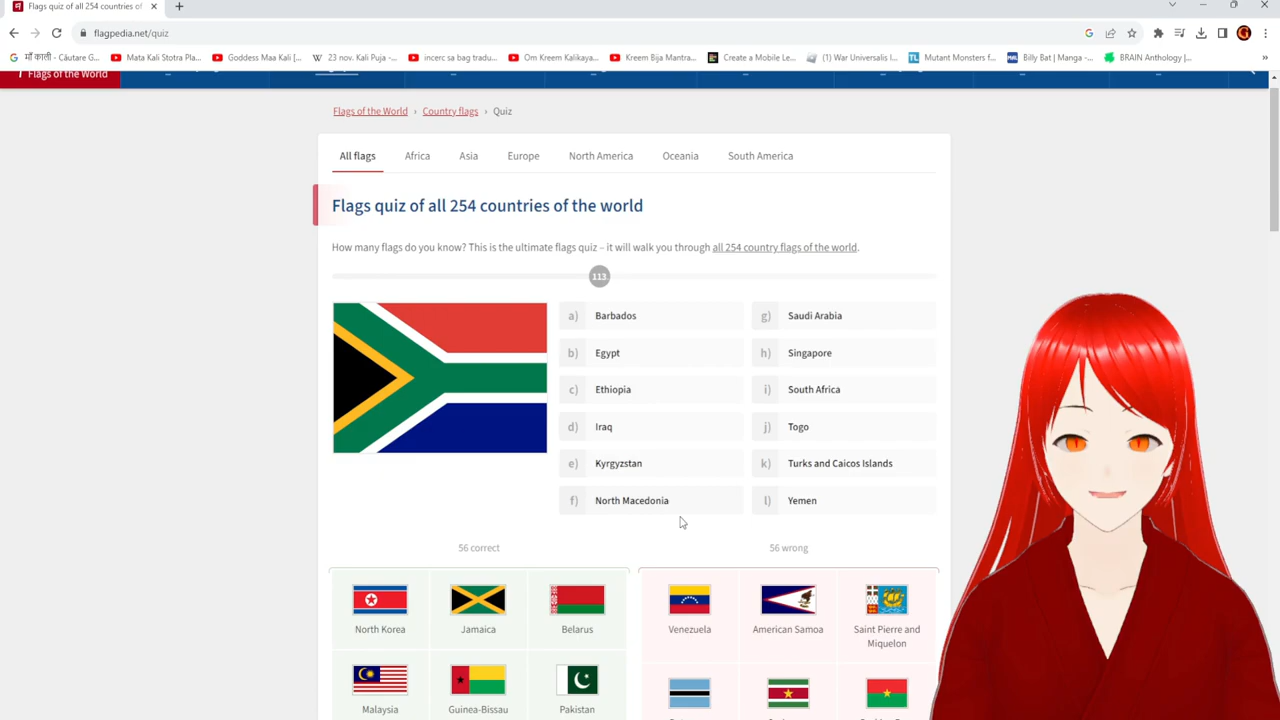 Flags quiz of all 254 countries of
flagpedia.net/quiz
माँ काली - Căutare G...
Mata Kali Stotra Pla...
Goddess Maa Kali [...
23 nov. Kali Puja - ...
incerc sa bag tradu...
Om Kreem Kalikaya...
Kreem Bija Mantra...
Create a Mobile Le...
(1) War Universalis I...
Mutant Monsters f...
Billy Bat | Manga -...
BRAIN Anthology |...
Flags of the World
Flags of the World › Country flags › Quiz
All flags Africa Asia Europe North America Oceania South America
Flags quiz of all 254 countries of the world
How many flags do you know? This is the ultimate flags quiz – it will walk you through all 254 country flags of the world.
113
a) Barbados
b) Egypt
c) Ethiopia
d) Iraq
e) Kyrgyzstan
f) North Macedonia
g) Saudi Arabia
h) Singapore
i) South Africa
j) Togo
k) Turks and Caicos Islands
l) Yemen
56 correct
56 wrong
North Korea
Jamaica
Belarus
Venezuela
American Samoa
Saint Pierre and
Miquelon
Malaysia
Guinea-Bissau
Pakistan